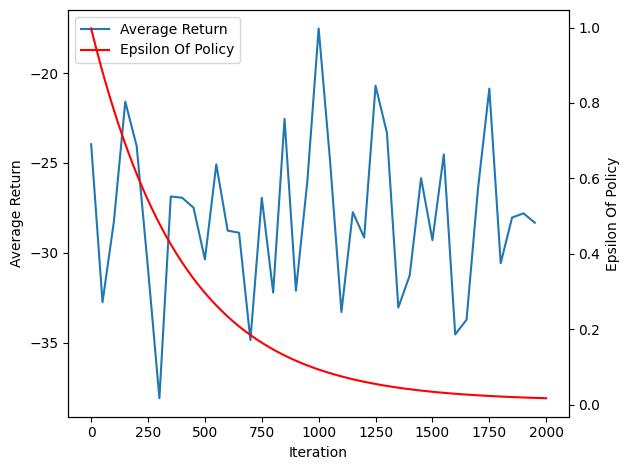 Average Return
Epsilon Of Policy
Average Return
−20
−25
−30
−35
1.0
0.8
0.6
0.4
0.2
0.0
Epsilon Of Policy
0 250 500 750 1000 1250 1500 1750 2000
Iteration